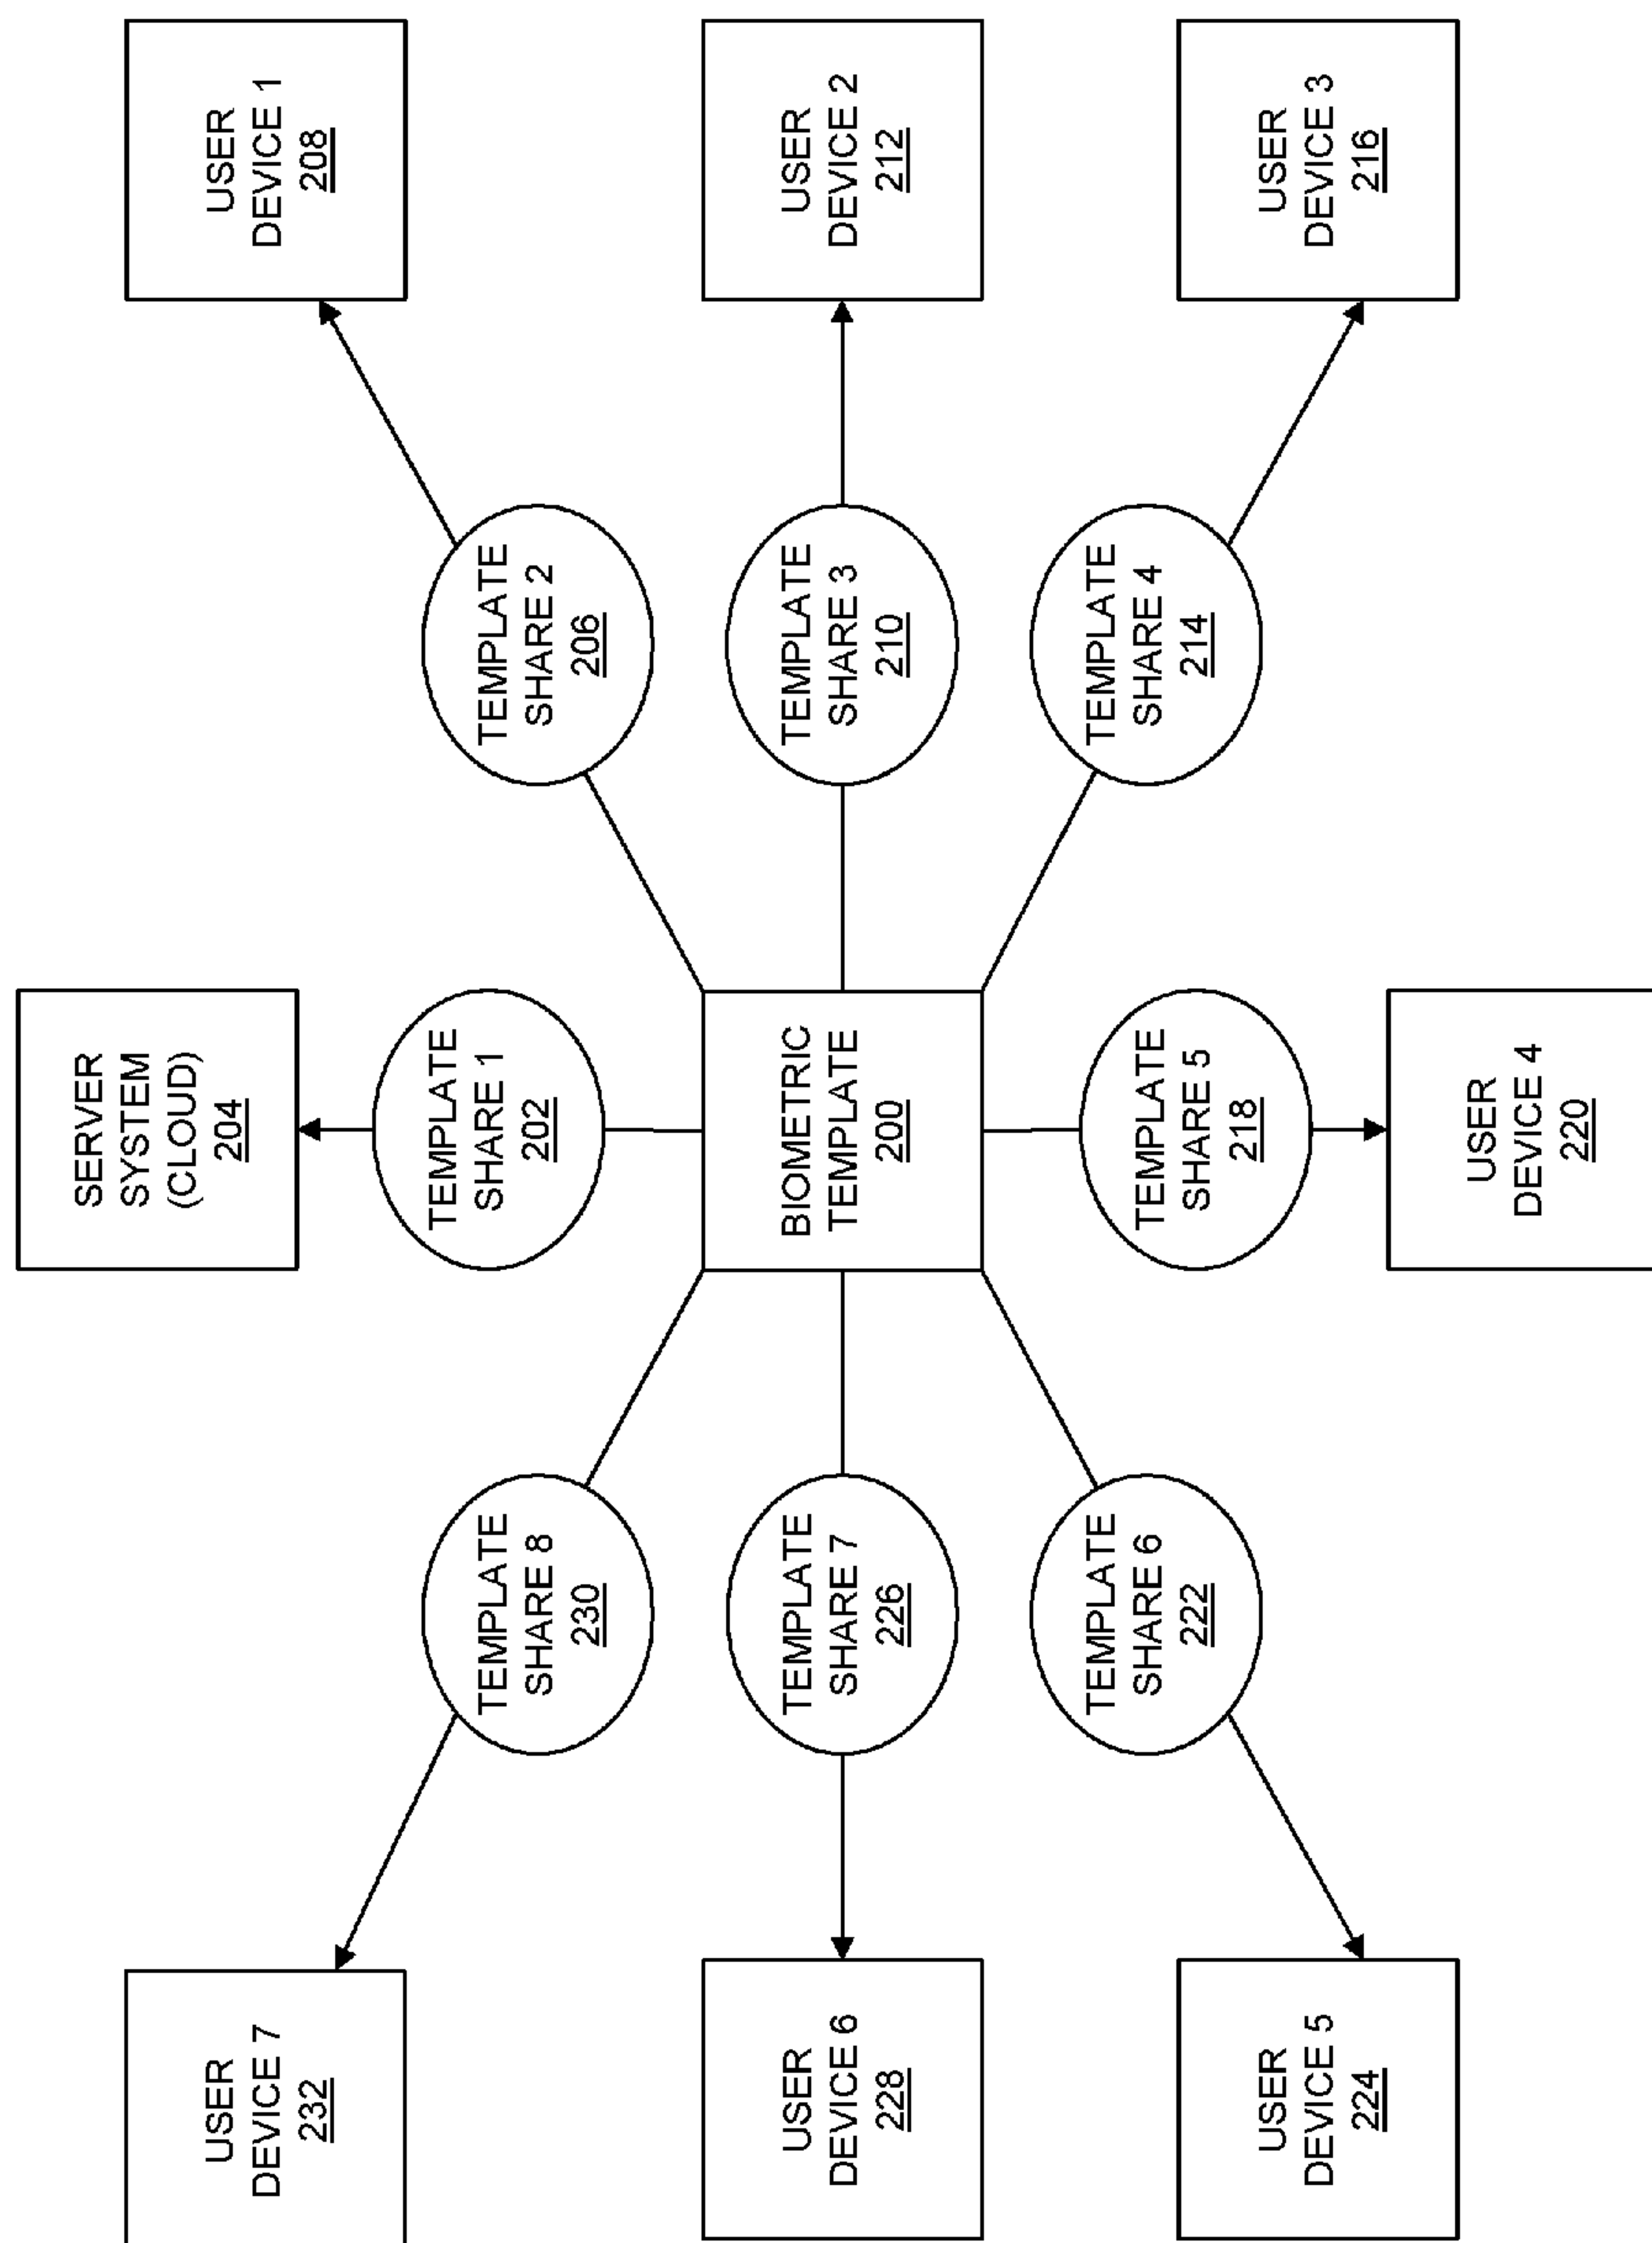 SERVER
SYSTEM
(CLOUD)
204
USER
DEVICE 7
232
USER
DEVICE 1
208
TEMPLATE
SHARE 8
230
TEMPLATE
SHARE 1
202
TEMPLATE
SHARE 2
206
USER
DEVICE 6
228
TEMPLATE
SHARE 7
226
BIOMETRIC
TEMPLATE
200
TEMPLATE
SHARE 3
210
USER
DEVICE 2
212
TEMPLATE
SHARE 6
222
TEMPLATE
SHARE 5
218
TEMPLATE
SHARE 4
214
USER
DEVICE 5
224
USER
DEVICE 3
216
USER
DEVICE 4
220